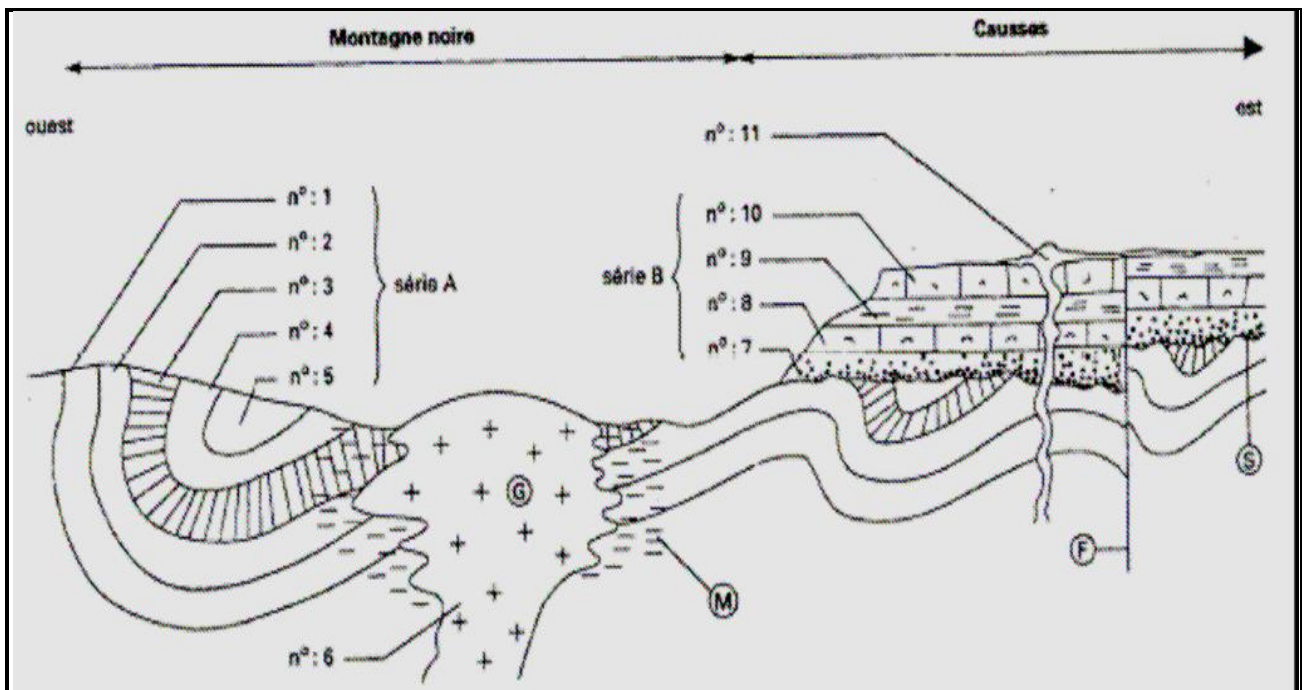 Montagne noire
Causses
ouest
est
n° : 1
n° : 2
n° : 3
n° : 4
n° : 5
série A
n° : 11
n° : 10
n° : 9
n° : 8
n° : 7
série B
G
S
F
M
n° : 6